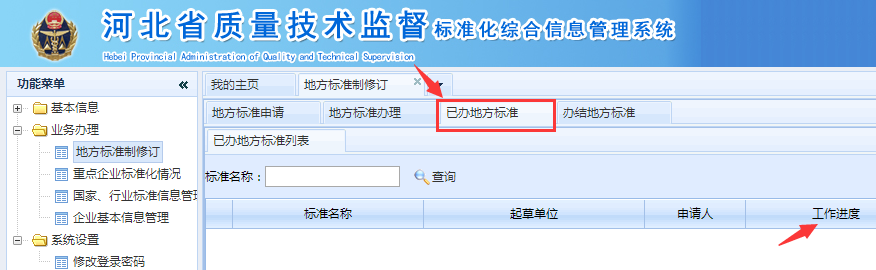 河北省质量技术监督 标准化综合信息管理系统
Hebei Provincial Administration of Quality and Technical Supervision
功能菜单
我的主页 地方标准制修订
基本信息
业务办理
地方标准制修订
重点企业标准化情况
国家、行业标准信息管
企业基本信息管理
系统设置
修改登录密码
地方标准申请 地方标准办理 已办地方标准 办结地方标准
已办地方标准列表
标准名称： 查询
标准名称 起草单位 申请人 工作进度